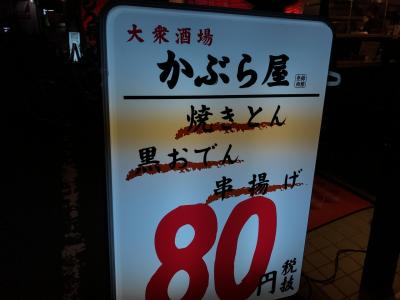 大衆酒場
かぶら屋
焼きとん
黒おでん
串揚げ
80円税抜